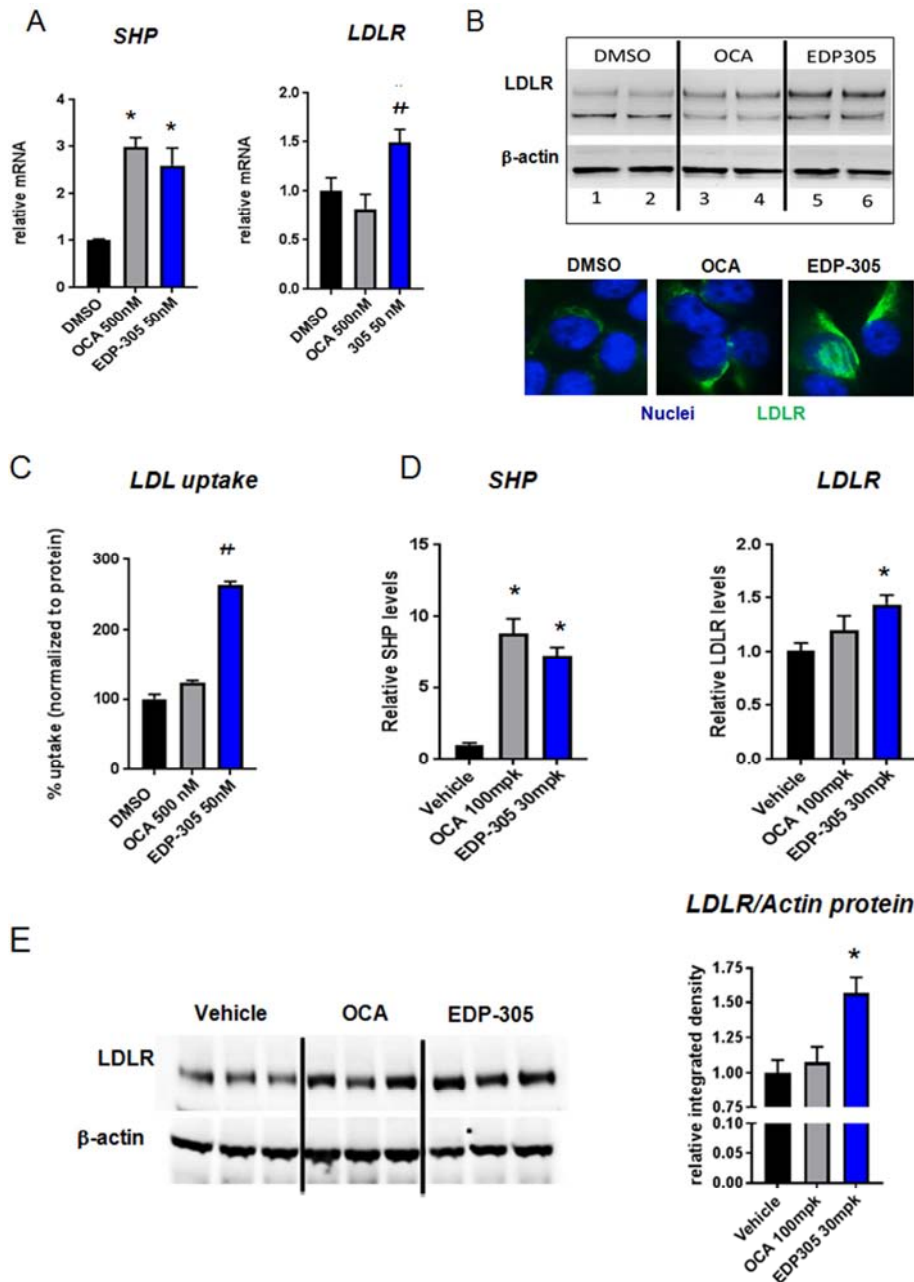 A
SHP
relative mRNA
4
3
2
1
0
DMSO
OCA 500nM
EDP-305 50nM
*
*
LDLR
relative mRNA
2.0
1.5
1.0
0.5
0.0
DMSO
OCA 500nM
305 50 nM
#
B
DMSO OCA EDP305
LDLR
β-actin
1 2 3 4 5 6
DMSO OCA EDP-305
Nuclei LDLR
C
LDL uptake
% uptake (normalized to protein)
300
200
100
0
DMSO
OCA 500 nM
EDP-305 50nM
#
D
SHP
Relative SHP levels
15
10
5
0
Vehicle
OCA 100mpk
EDP-305 30mpk
*
*
LDLR
Relative LDLR levels
2.0
1.5
1.0
0.5
0.0
Vehicle
OCA 100mpk
EDP-305 30mpk
*
E
Vehicle OCA EDP-305
LDLR
β-actin
LDLR/Actin protein
relative integrated density
1.75
1.50
1.25
1.00
0.75
0.10
0.05
0.00
Vehicle
OCA 100mpk
EDP305 30mpk
*